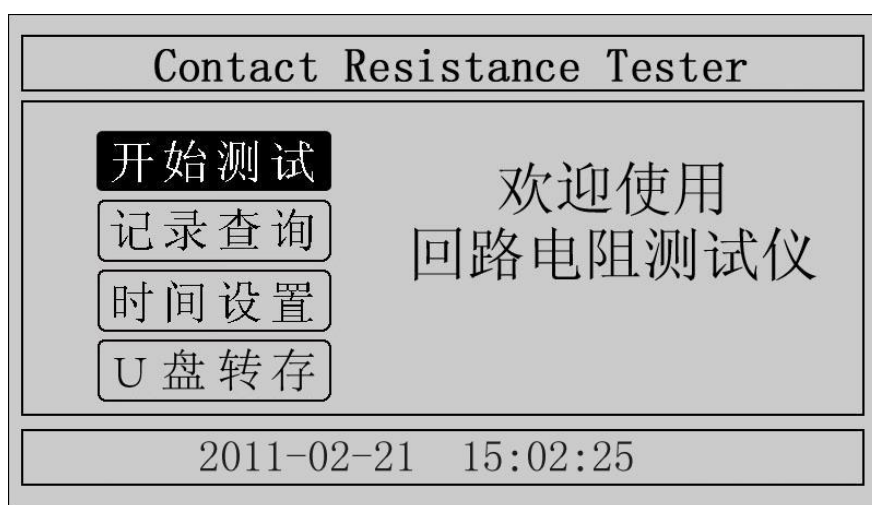 Contact Resistance Tester
开始测试
记录查询
时间设置
U盘转存
欢迎使用
回路电阻测试仪
2011-02-21 15:02:25